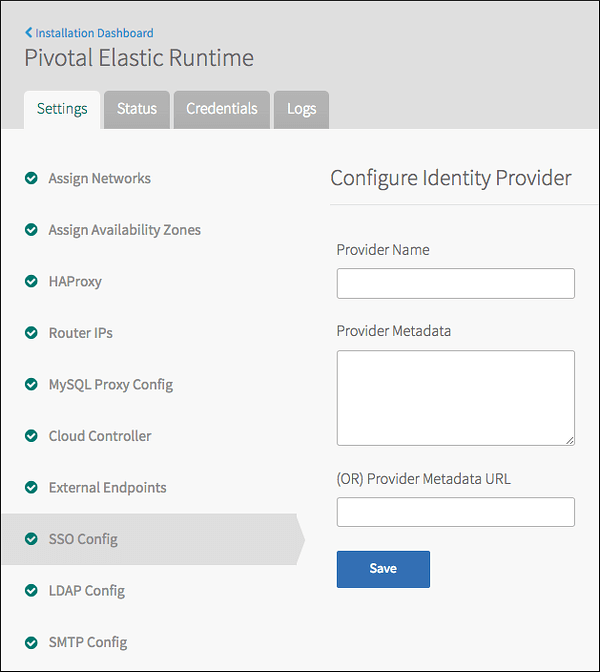 Installation Dashboard
Pivotal Elastic Runtime
Settings
Status
Credentials
Logs
Assign Networks
Assign Availability Zones
HAProxy
Router IPs
MySQL Proxy Config
Cloud Controller
External Endpoints
SSO Config
LDAP Config
SMTP Config
Configure Identity Provider
Provider Name
Provider Metadata
(OR) Provider Metadata URL
Save